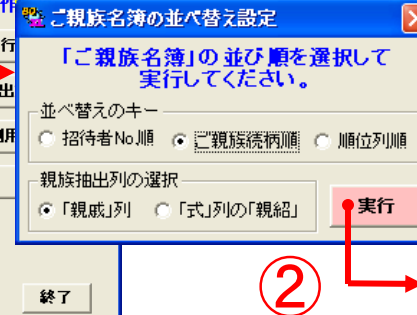 ご親族名簿の並べ替え設定
「ご親族名簿」の並び順を選択して
実行してください。
並べ替えのキー
招待者No順
ご親族続柄順
順位列順
親族抽出列の選択
「親戚」列
「式」列の「親紹」
実行
②
終了